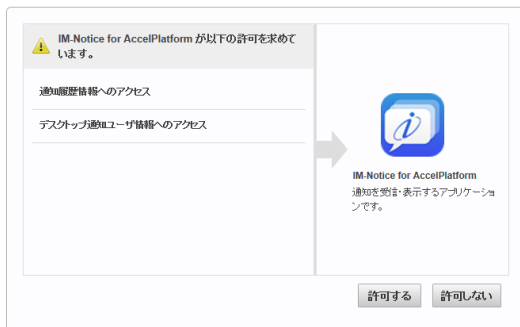 IM-Notice for AccelPlatform が以下の許可を求めて
います。
通知履歴情報へのアクセス
デスクトップ通知ユーザ情報へのアクセス
IM-Notice for AccelPlatform
通知を受信・表示するアプリケーショ
ンです。
許可する
許可しない